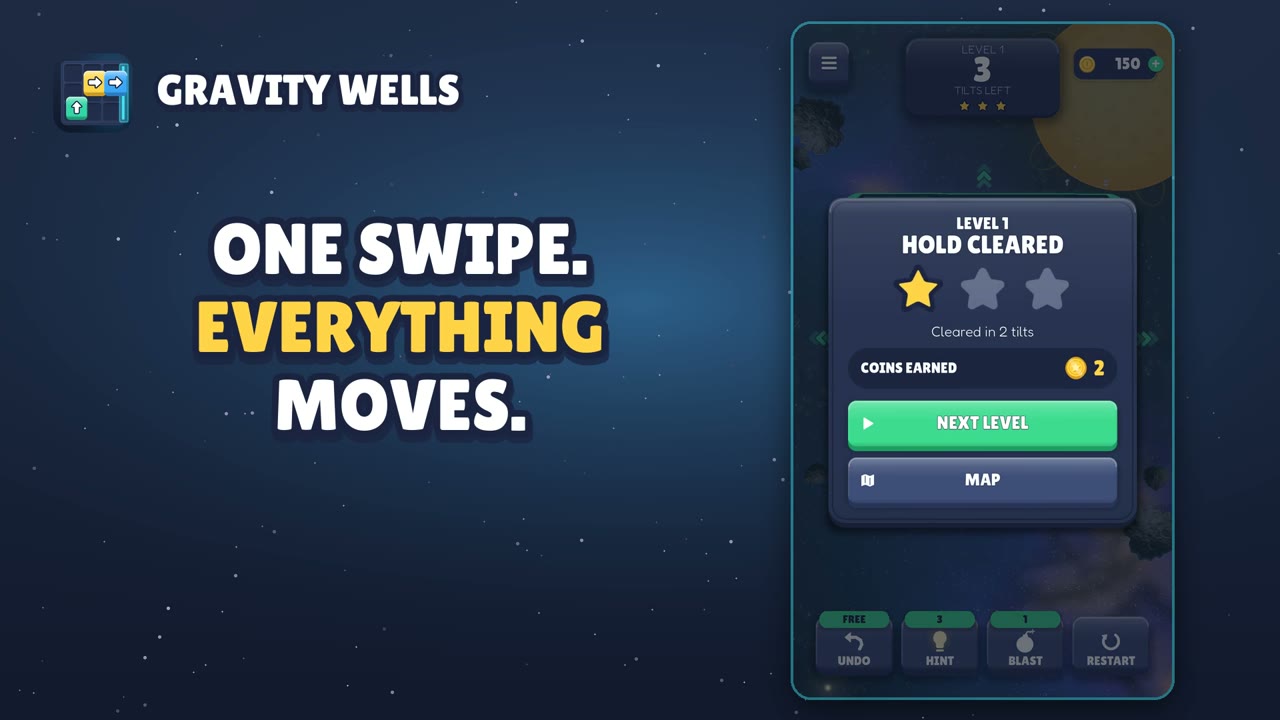 GRAVITY WELLS
ONE SWIPE.
EVERYTHING
MOVES.
LEVEL 1
3
TILTS LEFT
150
LEVEL 1
HOLD CLEARED
Cleared in 2 tilts
COINS EARNED
2
NEXT LEVEL
MAP
FREE
UNDO
3
HINT
1
BLAST
RESTART